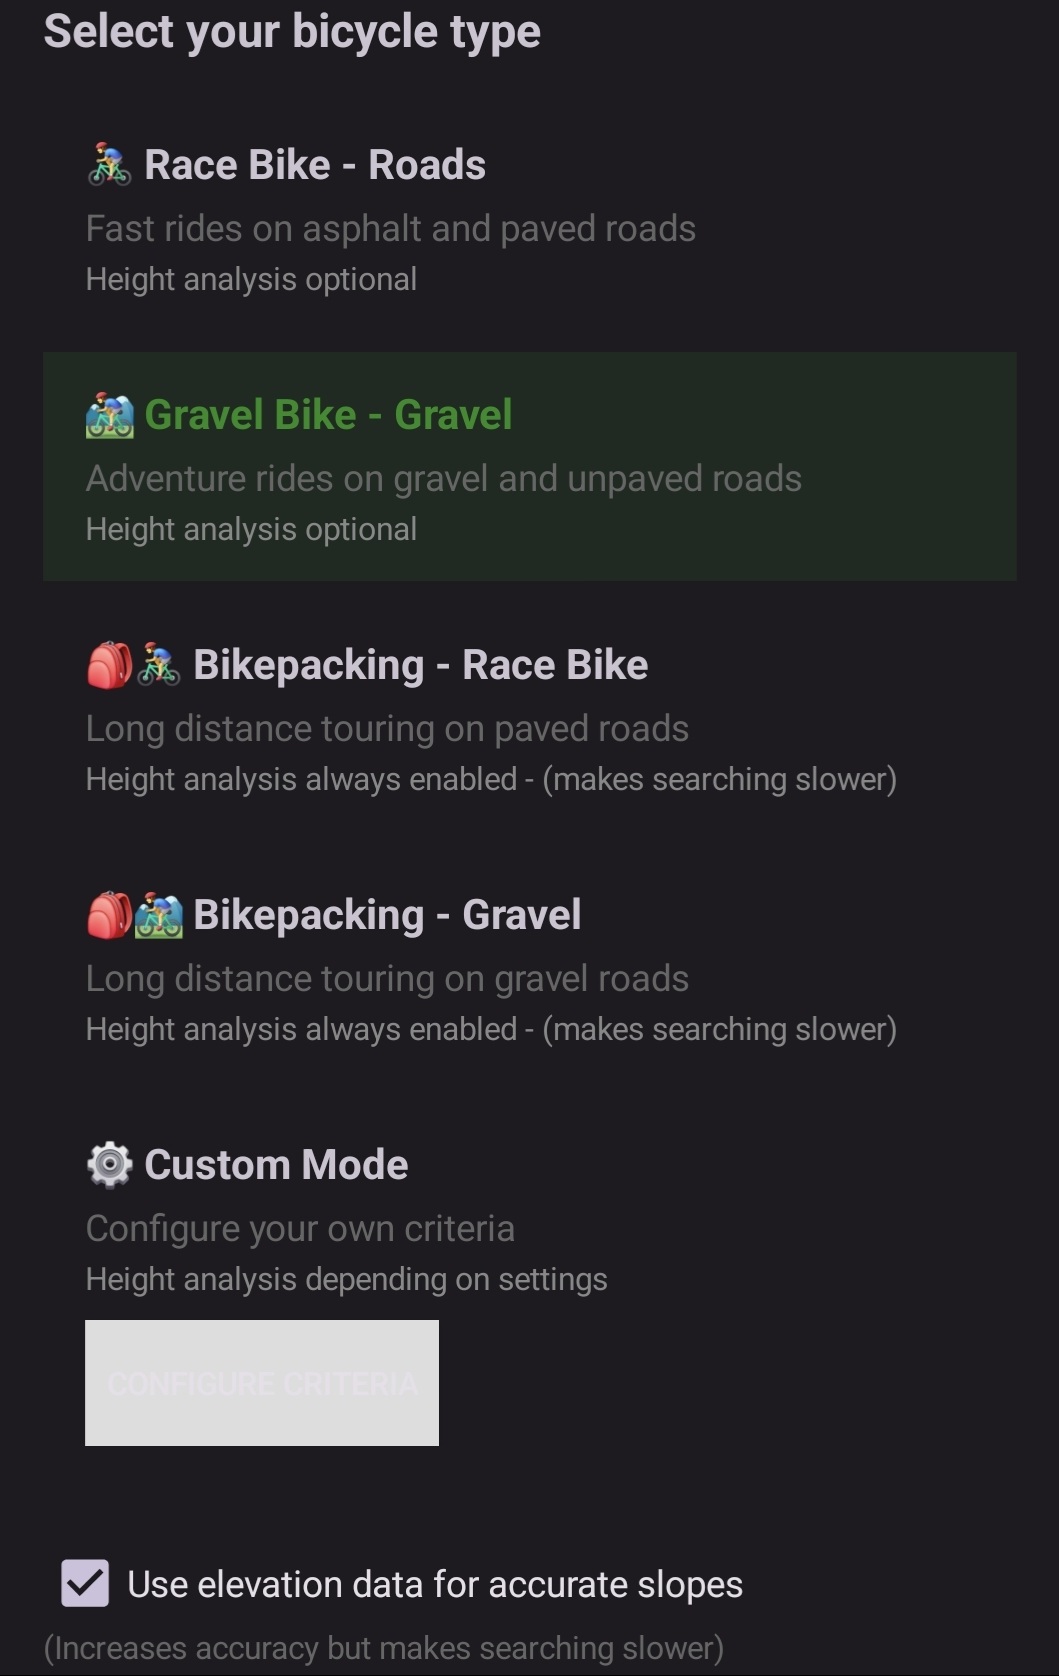 Select your bicycle type
Race Bike - Roads
Fast rides on asphalt and paved roads
Height analysis optional
Gravel Bike - Gravel
Adventure rides on gravel and unpaved roads
Height analysis optional
Bikepacking - Race Bike
Long distance touring on paved roads
Height analysis always enabled - (makes searching slower)
Bikepacking - Gravel
Long distance touring on gravel roads
Height analysis always enabled - (makes searching slower)
Custom Mode
Configure your own criteria
Height analysis depending on settings
CONFIGURE CRITERIA
Use elevation data for accurate slopes
(Increases accuracy but makes searching slower)